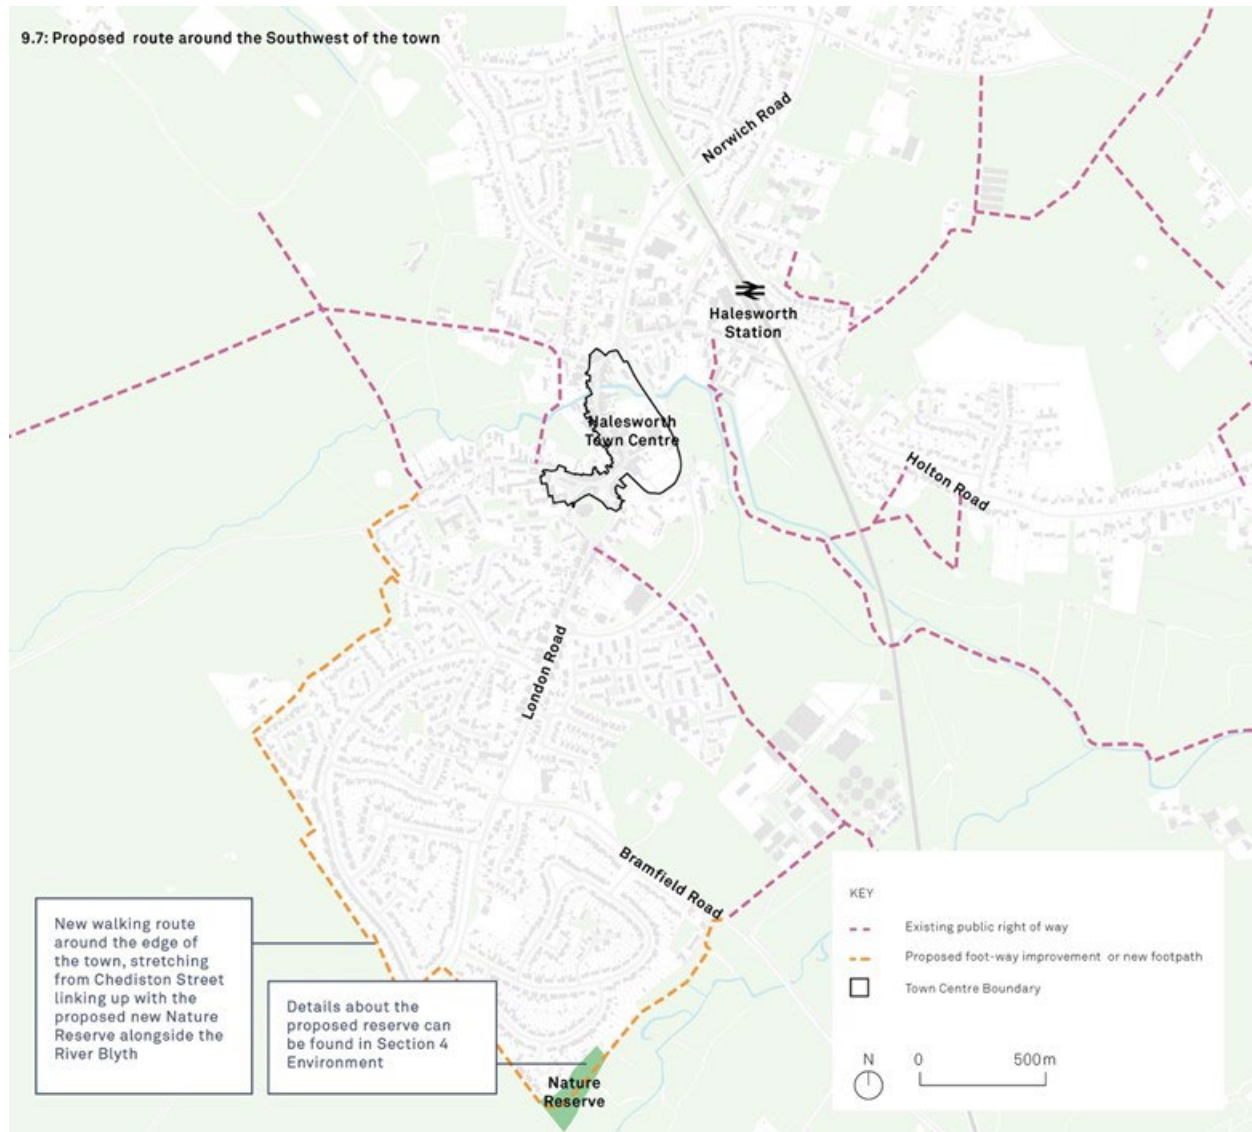 9.7: Proposed route around the Southwest of the town
Norwich Road
Halesworth
Station
Halesworth
Town Centre
Holton Road
London Road
Bramfield Road
New walking route
around the edge of
the town, stretching
from Chediston Street
linking up with the
proposed new Nature
Reserve alongside the
River Blyth
Details about the
proposed reserve can
be found in Section 4
Environment
Nature
Reserve
KEY
Existing public right of way
Proposed foot-way improvement or new footpath
Town Centre Boundary
N
0 500m